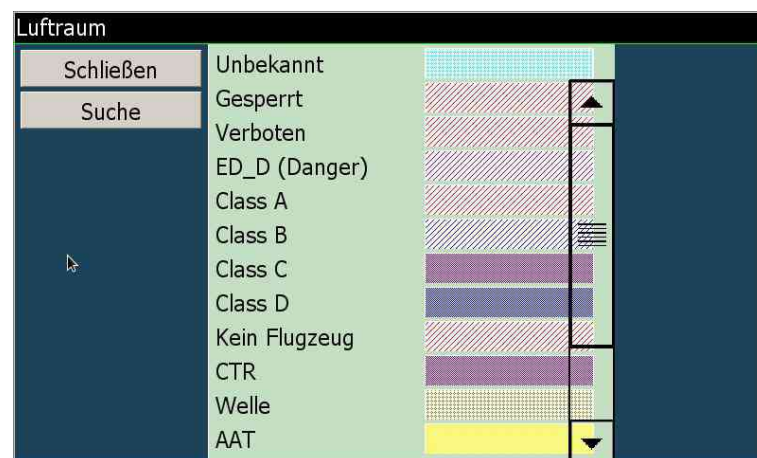 Luftraum
Schließen
Suche
Unbekannt
Gesperrt
Verboten
ED_D (Danger)
Class A
Class B
Class C
Class D
Kein Flugzeug
CTR
Welle
AAT